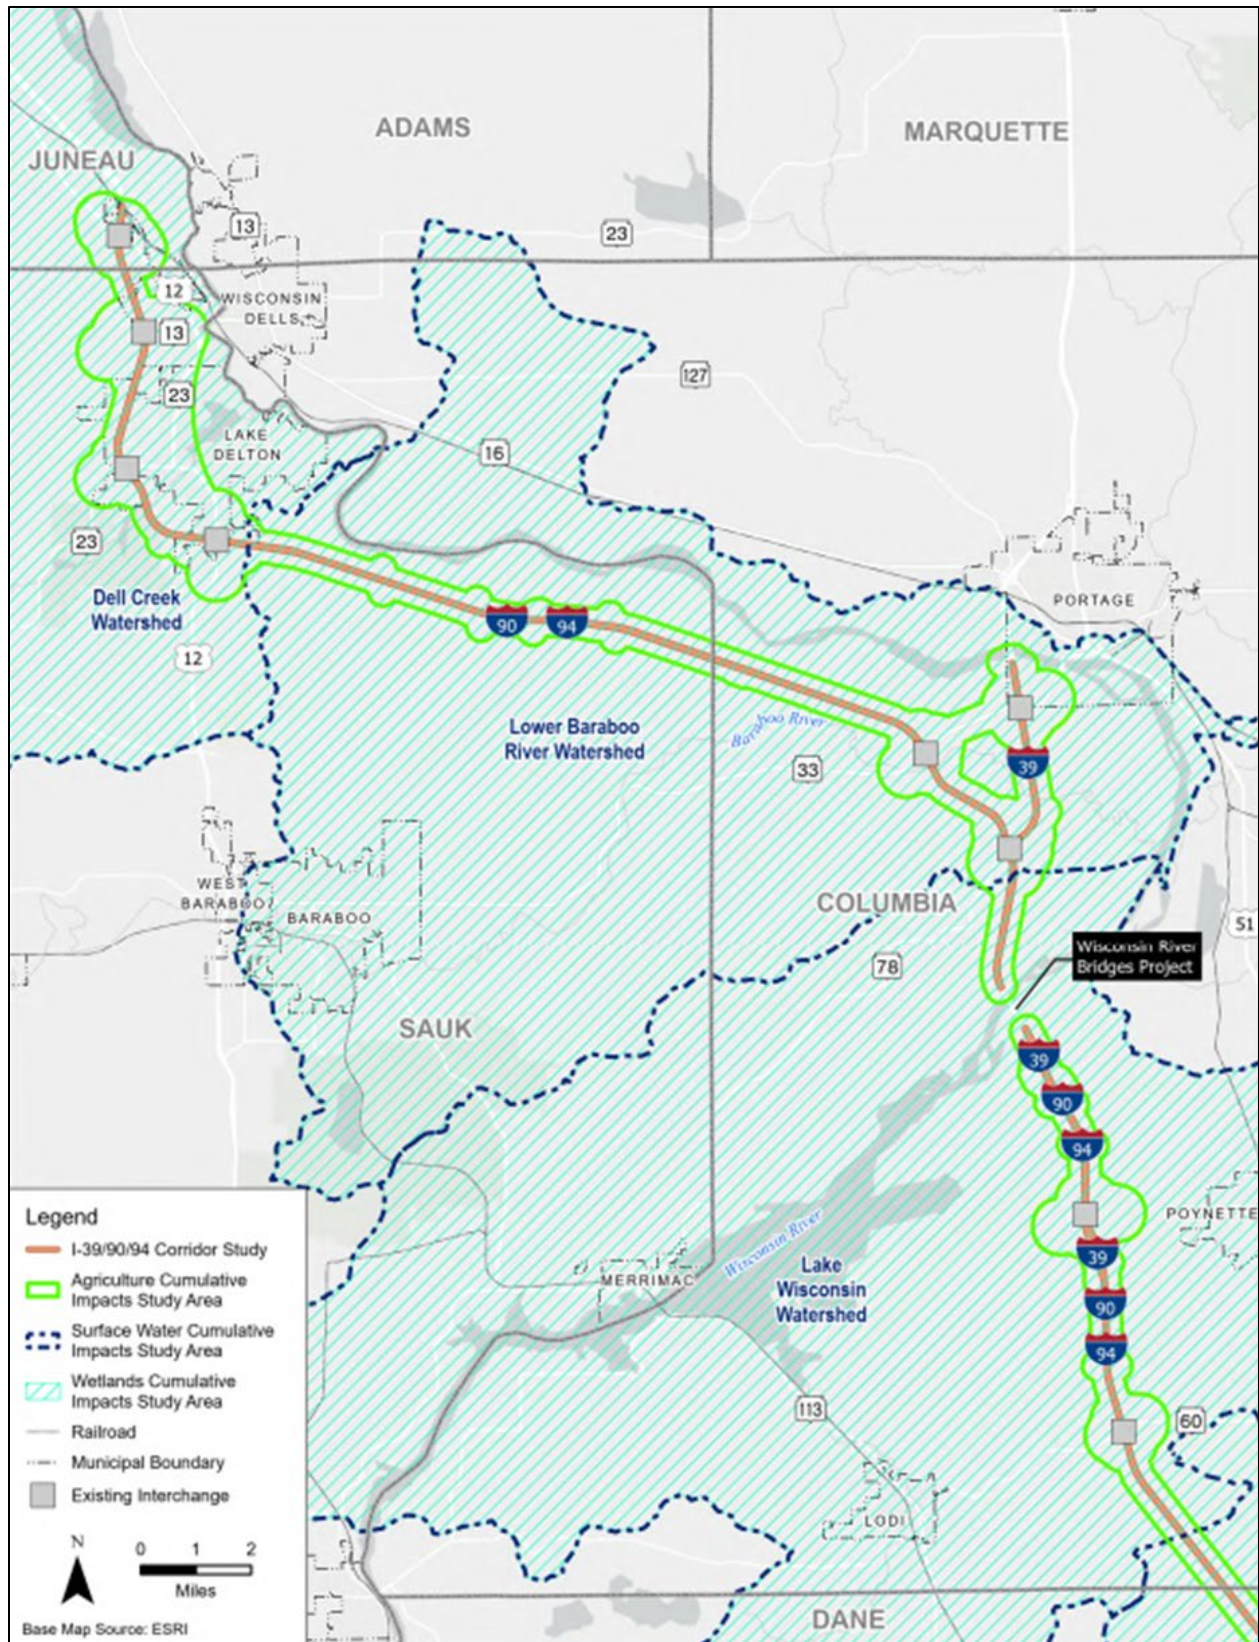 ADAMS
MARQUETTE
JUNEAU
13
23
12
WISCONSIN
DELLS
13
127
23
LAKE
DELTON
16
23
Dell Creek
Watershed
PORTAGE
90
94
12
Lower Baraboo
River Watershed
Baraboo River
33
39
WEST
BARABOO
BARABOO
COLUMBIA
51
78
Wisconsin River
Bridges Project
SAUK
39
90
94
POYNETTE
Wisconsin River
39
MERRIMAC
Lake
Wisconsin
Watershed
90
94
113
60
LODI
DANE
Legend
I-39/90/94 Corridor Study
Agriculture Cumulative
Impacts Study Area
Surface Water Cumulative
Impacts Study Area
Wetlands Cumulative
Impacts Study Area
Railroad
Municipal Boundary
Existing Interchange
N
0 1 2
Miles
Base Map Source: ESRI